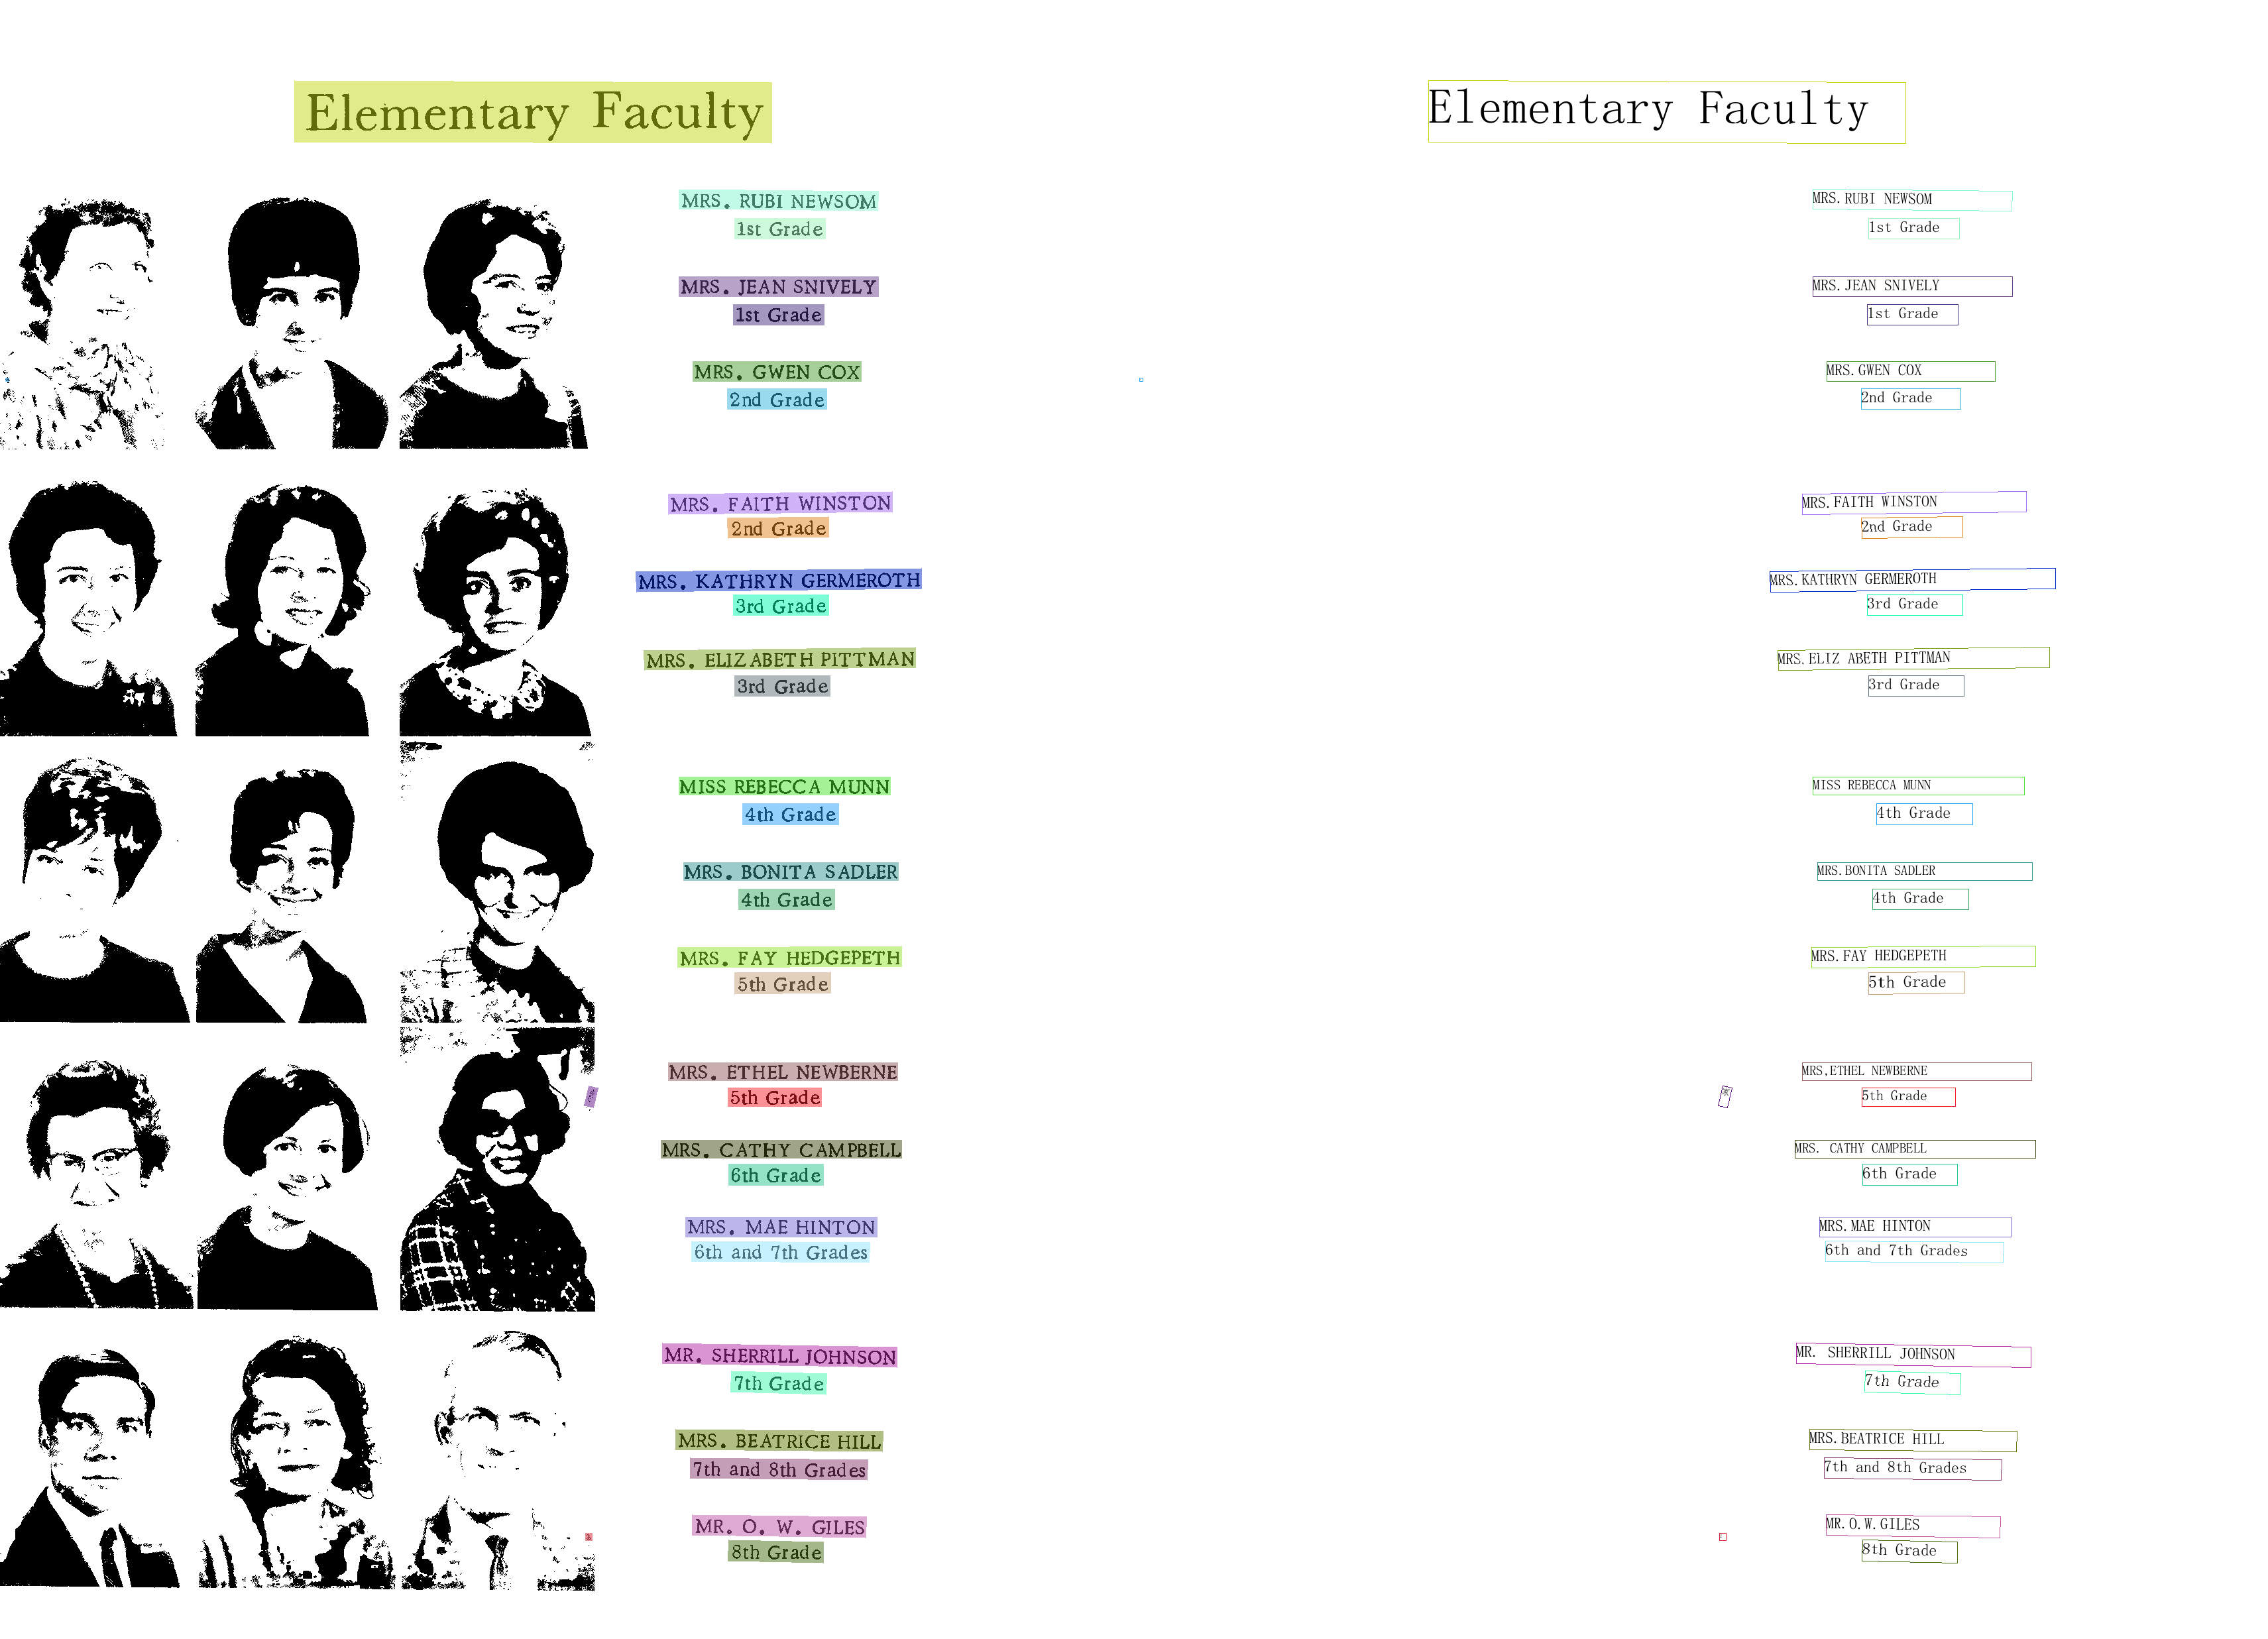 Elementary Faculty
MRS. RUBI NEWSOM
1st Grade
MRS. JEAN SNIVELY
1st Grade
MRS. GWEN COX
2nd Grade
MRS. FAITH WINSTON
2nd Grade
MRS. KATHRYN GERMEROTH
3rd Grade
MRS. ELIZABETH PITTMAN
3rd Grade
MISS REBECCA MUNN
4th Grade
MRS. BONITA SADLER
4th Grade
MRS. FAY HEDGEPETH
5th Grade
MRS. ETHEL NEWBERNE
5th Grade
MRS. CATHY CAMPBELL
6th Grade
MRS. MAE HINTON
6th and 7th Grades
MR. SHERRILL JOHNSON
7th Grade
MRS. BEATRICE HILL
7th and 8th Grades
MR. O. W. GILES
8th Grade
Elementary Faculty
MRS. RUBI NEWSOM
1st Grade
MRS. JEAN SNIVELY
1st Grade
MRS. GWEN COX
2nd Grade
MRS. FAITH WINSTON
2nd Grade
MRS. KATHRYN GERMEROTH
3rd Grade
MRS. ELIZ ABETH PITTMAN
3rd Grade
MISS REBECCA MUNN
4th Grade
MRS. BONITA SADLER
4th Grade
MRS. FAY HEDGEPETH
5th Grade
MRS, ETHEL NEWBERNE
5th Grade
MRS. CATHY CAMPBELL
6th Grade
MRS. MAE HINTON
6th and 7th Grades
MR. SHERRILL JOHNSON
7th Grade
MRS. BEATRICE HILL
7th and 8th Grades
MR. O. W. GILES
8th Grade